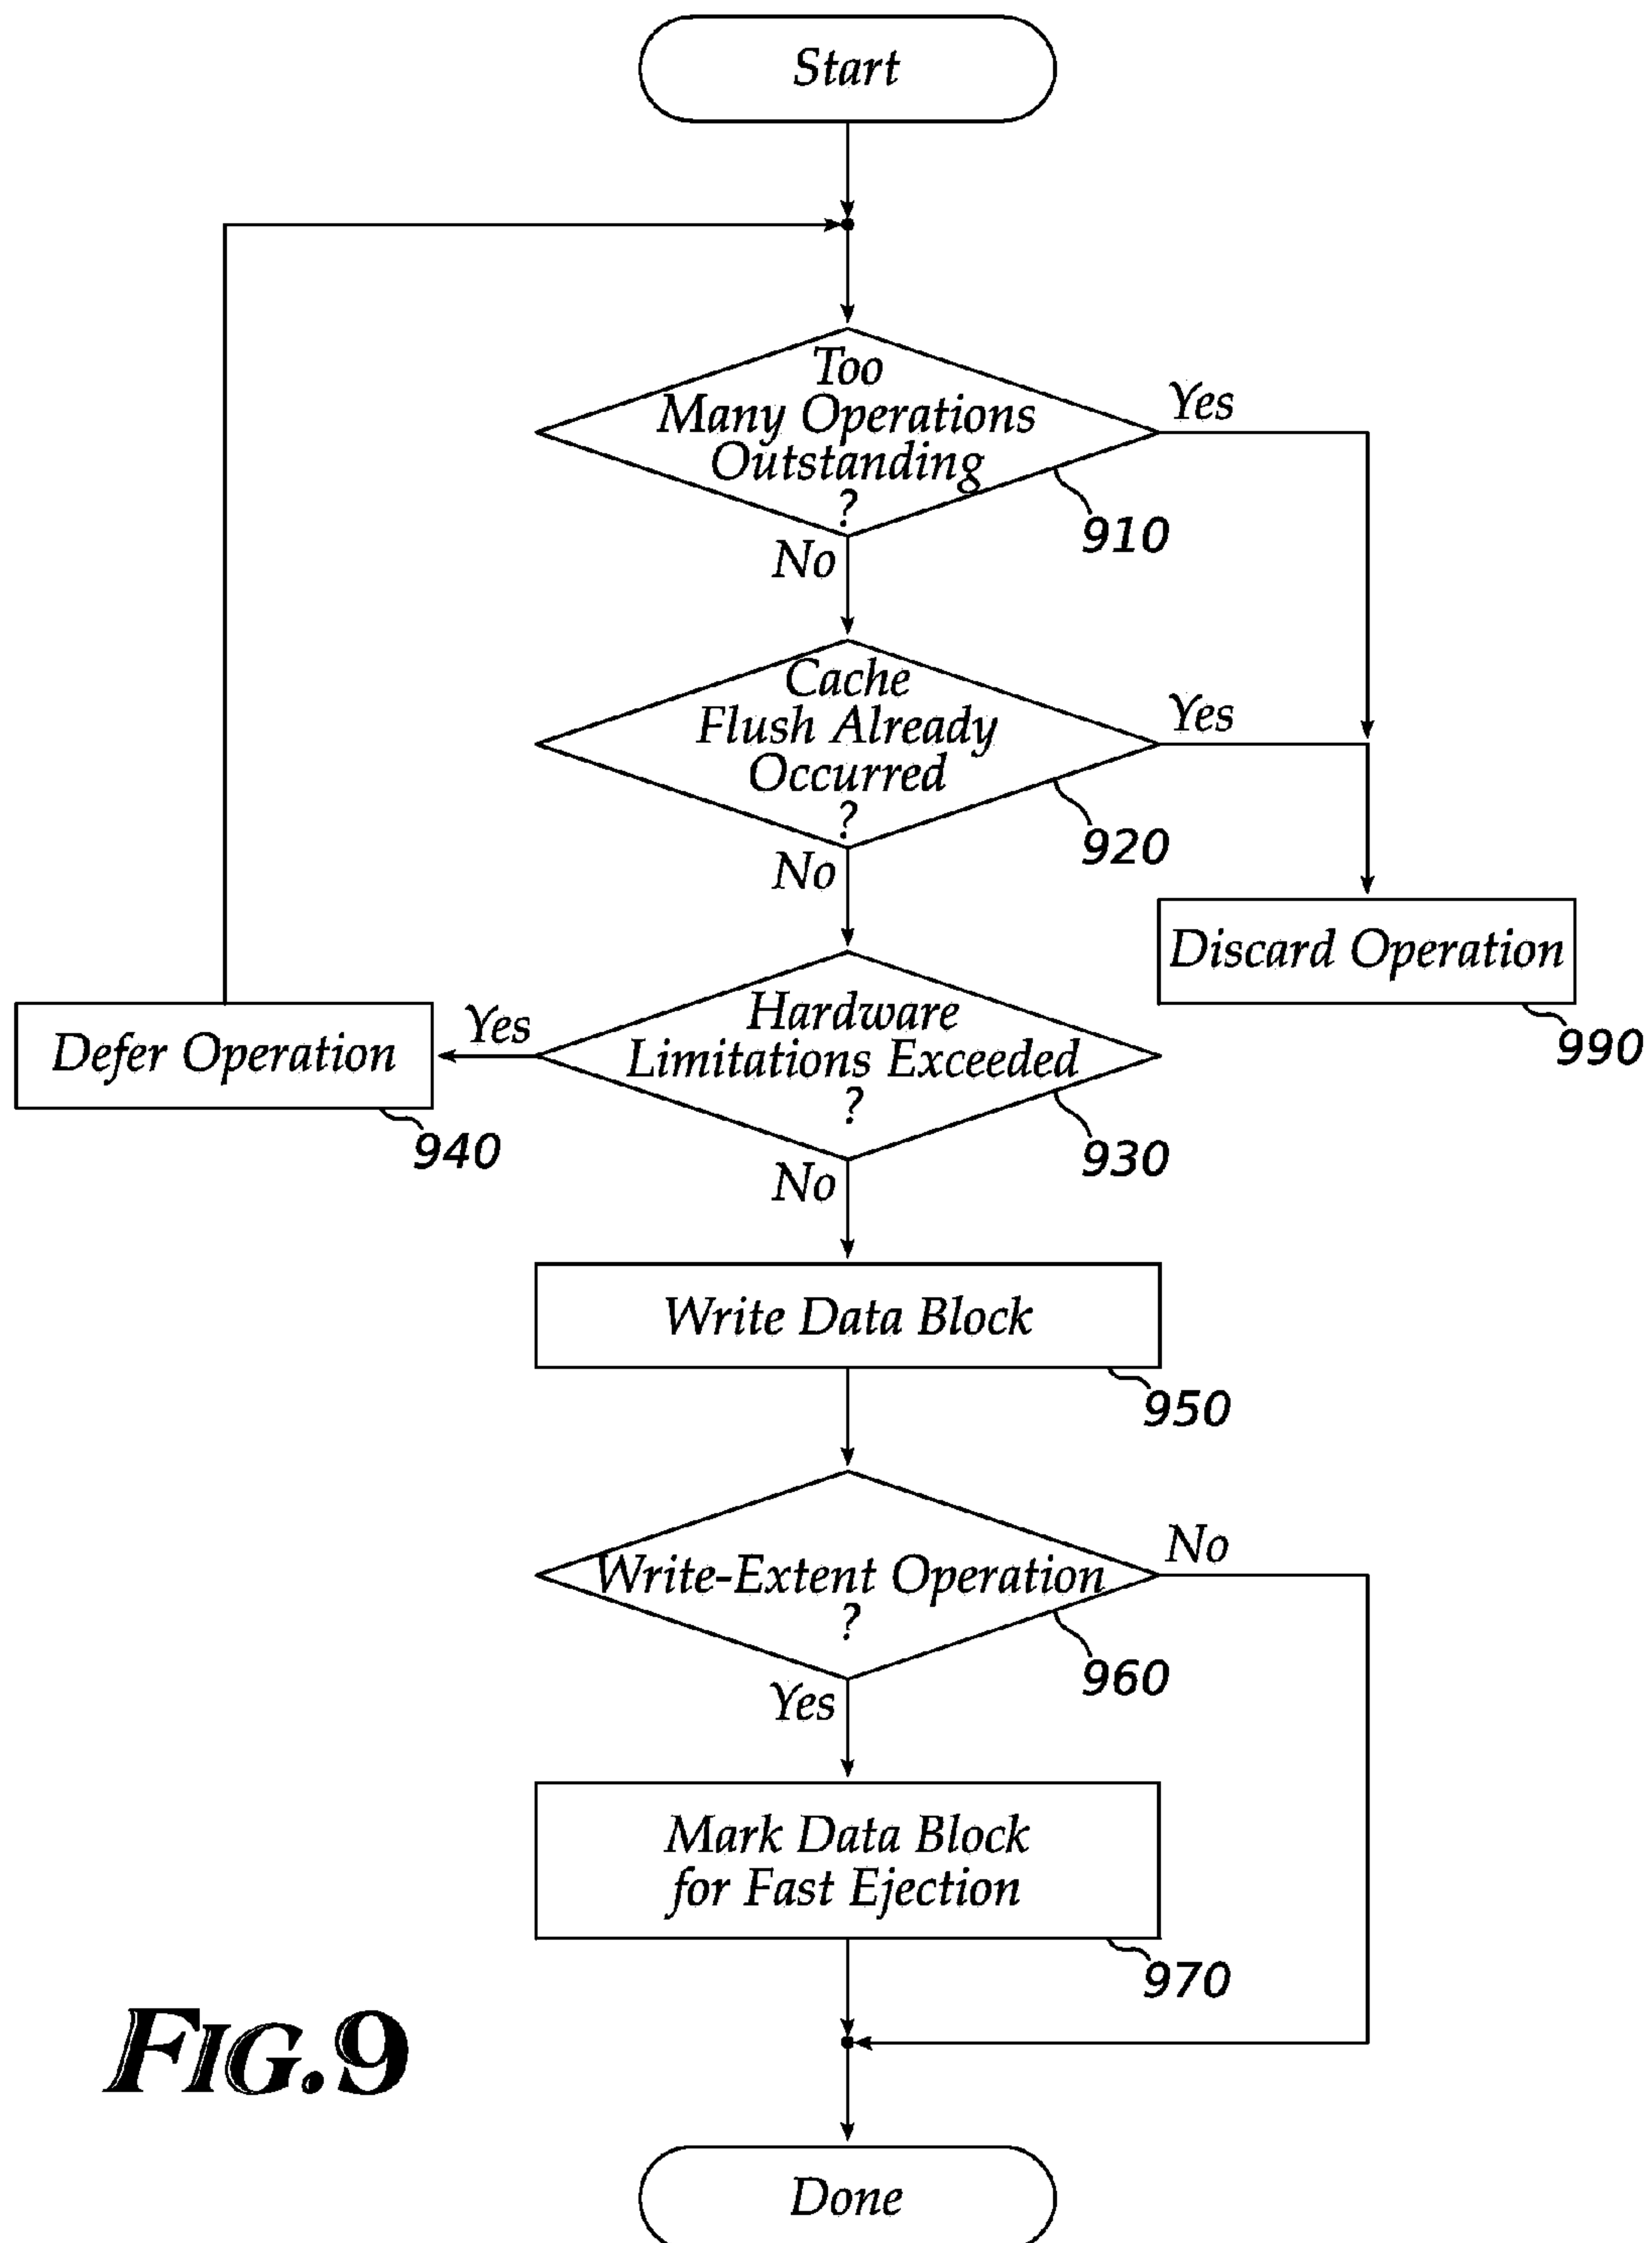 Start
Too
Many Operations
Outstanding
?
Yes
910
No
Cache
Flush Already
Occurred
?
Yes
920
No
Discard Operation
990
Hardware
Limitations Exceeded
?
Yes
Defer Operation
940
930
No
Write Data Block
950
Write-Extent Operation
?
No
960
Yes
Mark Data Block
for Fast Ejection
970
FIG.9
Done